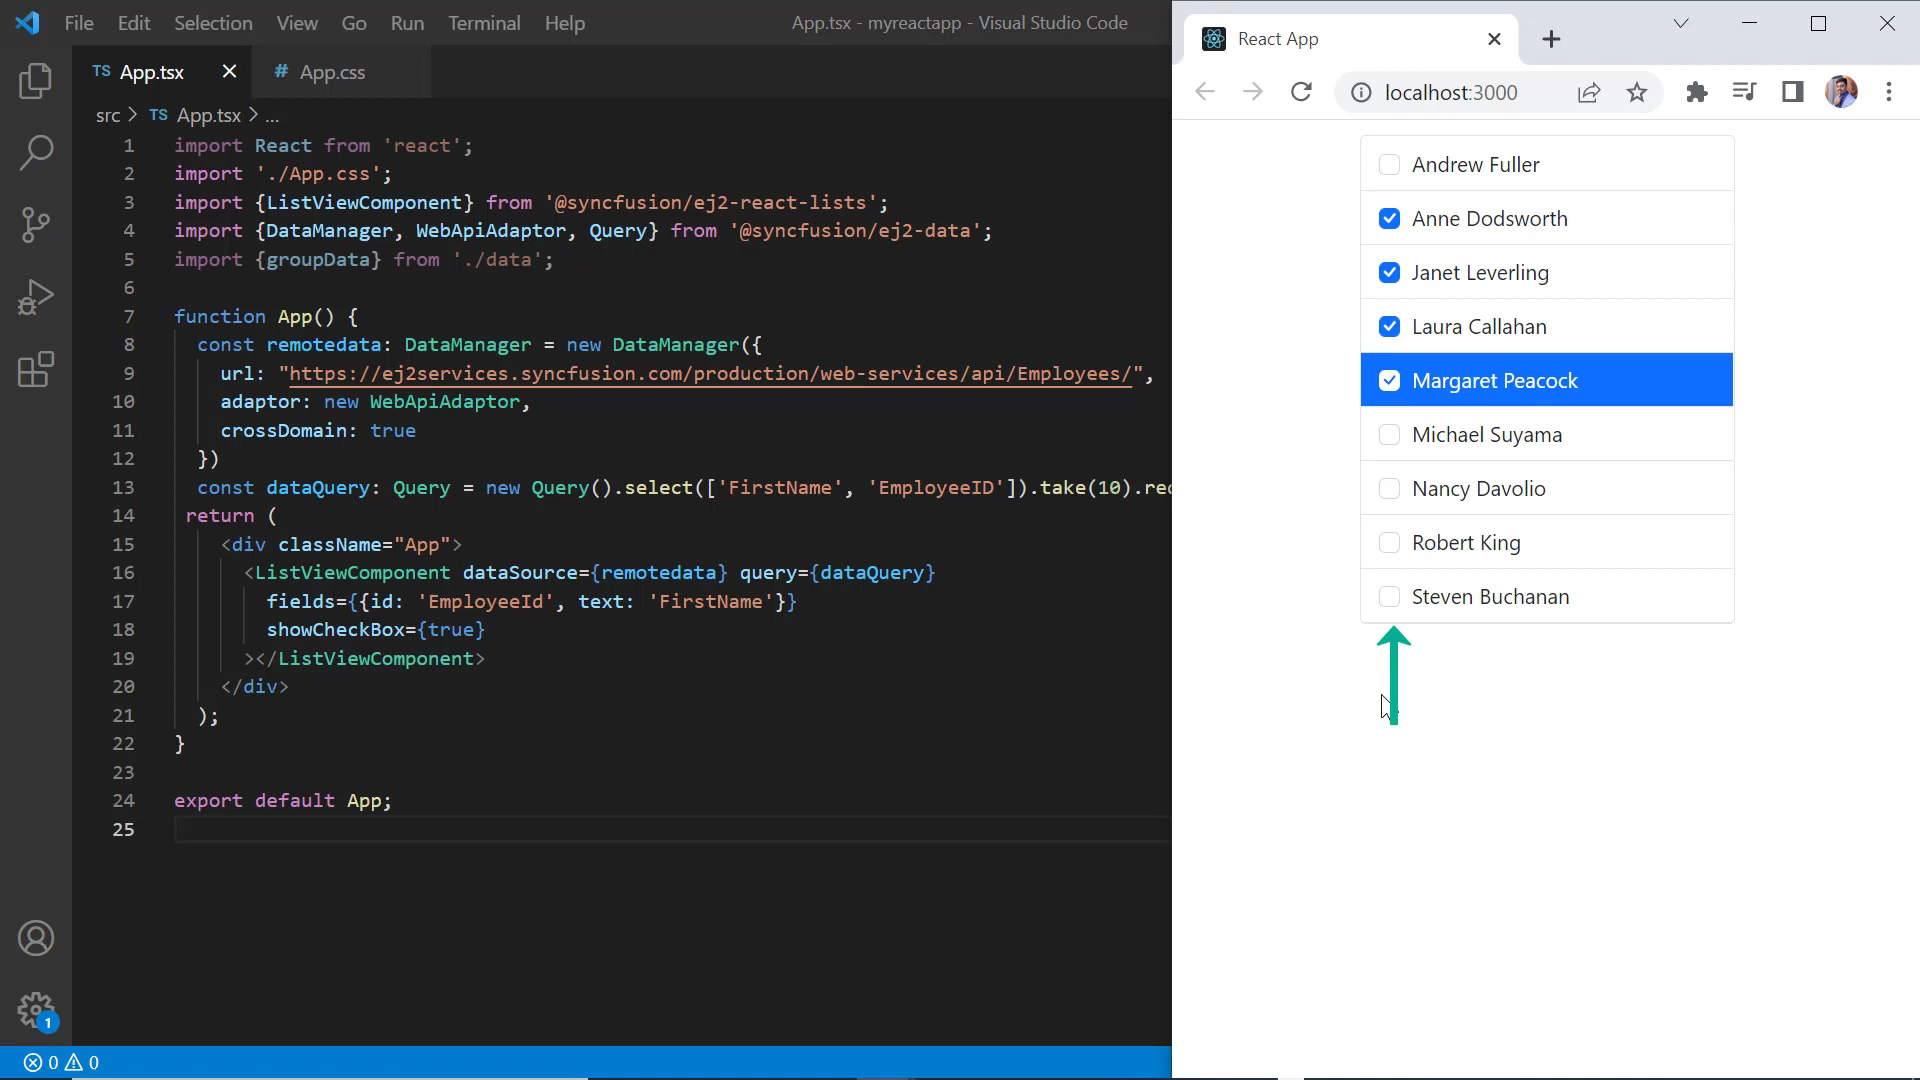 File Edit Selection View Go Run Terminal Help App.tsx - myreactapp - Visual Studio Code
TS App.tsx
# App.css
src > TS App.tsx > ...
1 import React from 'react';
2 import './App.css';
3 import {ListViewComponent} from '@syncfusion/ej2-react-lists';
4 import {DataManager, WebApiAdaptor, Query} from '@syncfusion/ej2-data';
5 import {groupData} from './data';
6
7 function App() {
8 const remotedata: DataManager = new DataManager({
9 url: "https://ej2services.syncfusion.com/production/web-services/api/Employees/",
10 adaptor: new WebApiAdaptor,
11 crossDomain: true
12 })
13 const dataQuery: Query = new Query().select(['FirstName', 'EmployeeID']).take(10).rec
14 return (
15 <div className="App">
16 <ListViewComponent dataSource={remotedata} query={dataQuery}
17 fields={{id: 'EmployeeId', text: 'FirstName'}}
18 showCheckBox={true}
19 ></ListViewComponent>
20 </div>
21 );
22 }
23
24 export default App;
25
1
0 0
React App
localhost:3000
Andrew Fuller
Anne Dodsworth
Janet Leverling
Laura Callahan
Margaret Peacock
Michael Suyama
Nancy Davolio
Robert King
Steven Buchanan